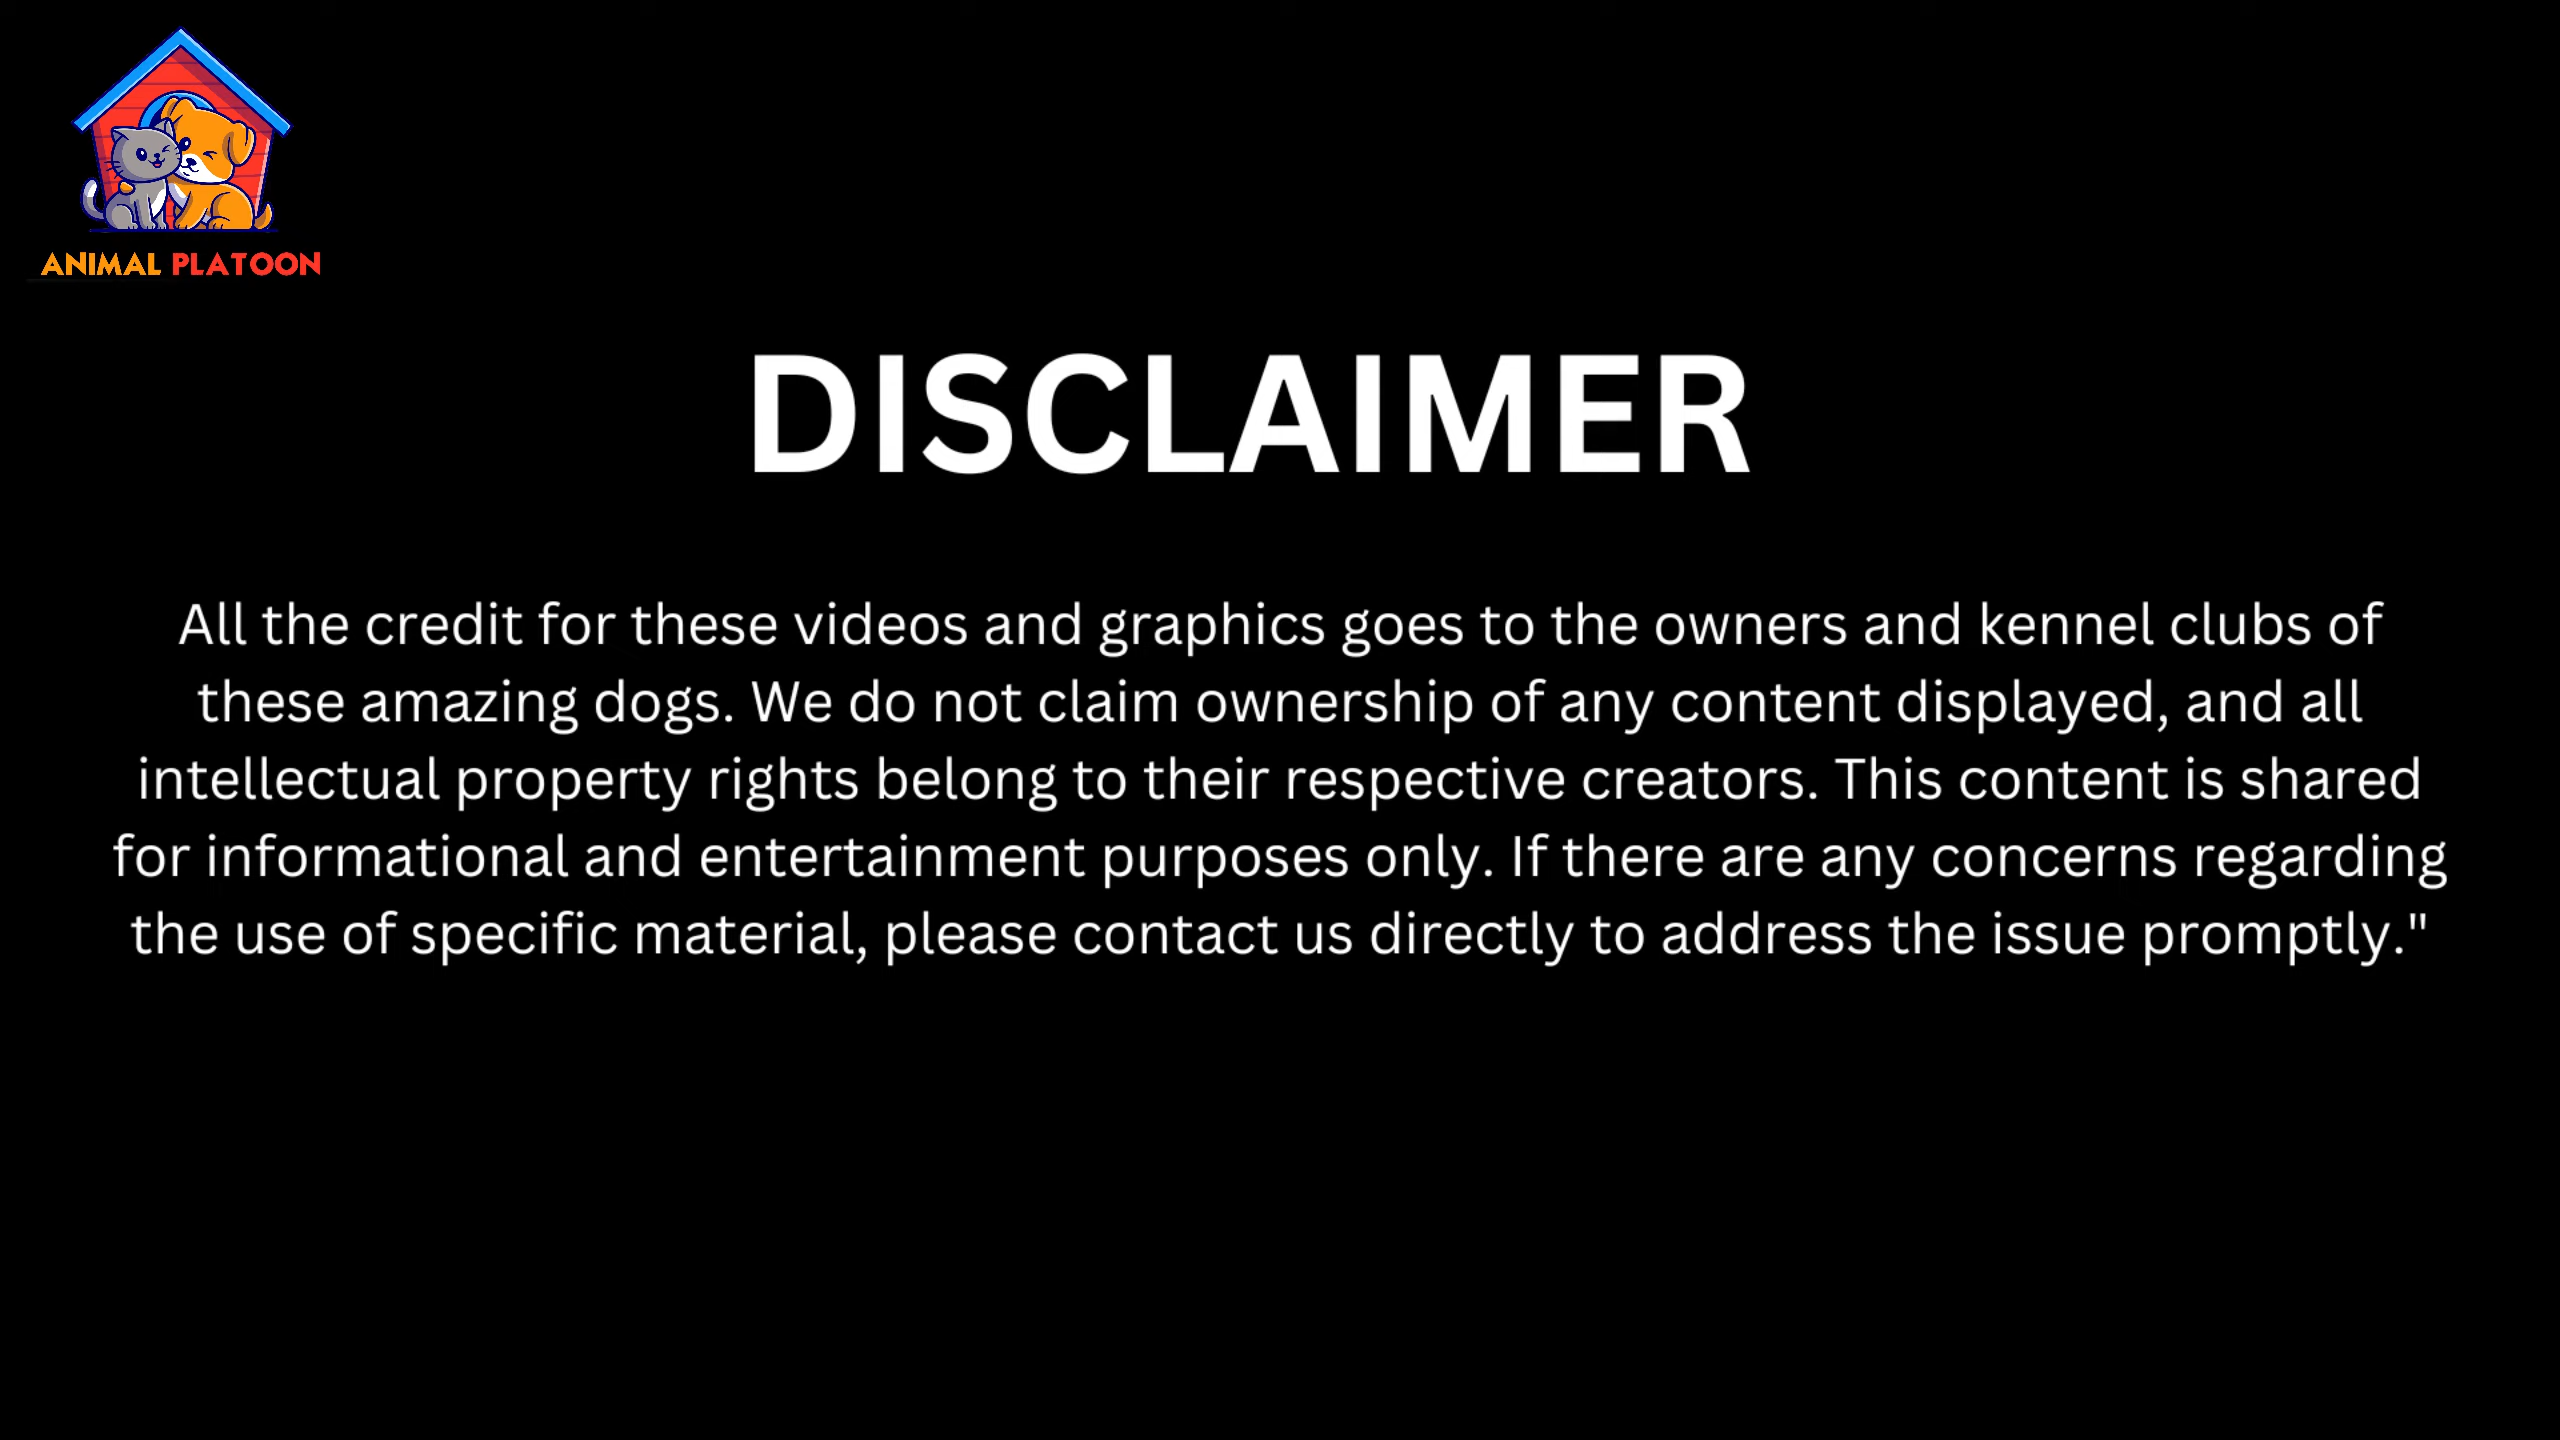 ANIMAL PLATOON
DISCLAIMER
All the credit for these videos and graphics goes to the owners and kennel clubs of
these amazing dogs. We do not claim ownership of any content displayed, and all
intellectual property rights belong to their respective creators. This content is shared
for informational and entertainment purposes only. If there are any concerns regarding
the use of specific material, please contact us directly to address the issue promptly."